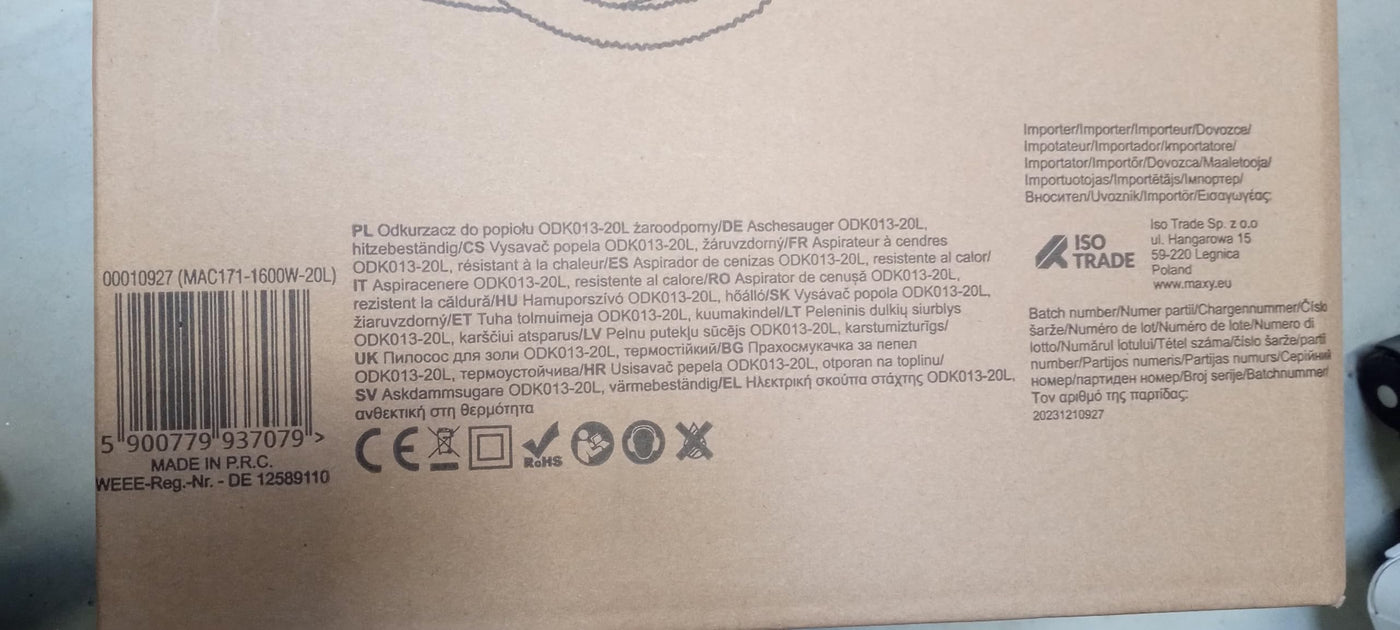 00010927 (MAC171-1600W-20L)
5 900779 937079 >
MADE IN P.R.C.
WEEE-Reg.-Nr. - DE 12589110
PL Odkurzacz do popiołu ODK013-20L żaroodporny/DE Aschesauger ODK013-20L,
hitzebeständig/CS Vysavač popela ODK013-20L, žáruvzdorný/FR Aspirateur à cendres
ODK013-20L, résistant à la chaleur/ES Aspirador de cenizas ODK013-20L, resistente al calor/
IT Aspiracenere ODK013-20L, resistente al calore/RO Aspirator de cenușă ODK013-20L,
rezistent la căldură/HU Hamuporszívó ODK013-20L, hőálló/SK Vysávač popola ODK013-20L,
žiaruvzdorný/ET Tuha tolmuimeja ODK013-20L, kuumakindel/LT Peleninis dulkių siurblys
ODK013-20L, karščiui atsparus/LV Pelnu putekļu sūcējs ODK013-20L, karstumizturīgs/
UK Пилосос для золи ODK013-20L, термостійкий/BG Прахосмукачка за пепел
ODK013-20L, термоустойчива/HR Usisavač pepela ODK013-20L, otporan na toplinu/
SV Askdammsugare ODK013-20L, värmebeständig/EL Ηλεκτρική σκούπα στάχτης ODK013-20L,
ανθεκτική στη θερμότητα
CE
RoHS
Importer/Importer/Importeur/Dovozce/
Impotateur/Importador/Importatore/
Importator/Importőr/Dovozca/Maaletooja/
Importuotojas/Importētājs/Імпортер/
Вносител/Uvoznik/Importör/Εισαγωγέας:
ISO
TRADE
Iso Trade Sp. z o.o
ul. Hangarowa 15
59-220 Legnica
Poland
www.maxy.eu
Batch number/Numer partii/Chargennummer/Číslo
šarže/Numéro de lot/Numéro de lote/Numero di
lotto/Numărul lotului/Tétel száma/číslo šarže/partii
number/Partijos numeris/Partijas numurs/Серійний
номер/партиден номер/Broj serije/Batchnummer/
Τον αριθμό της παρτίδας:
20231210927